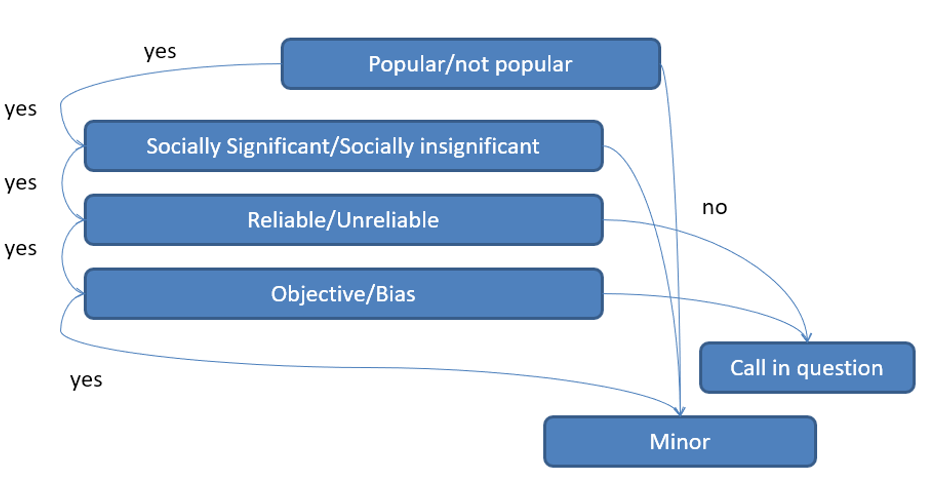 yes
Popular/not popular
yes
Socially Significant/Socially insignificant
yes
Reliable/Unreliable
no
yes
Objective/Bias
Call in question
yes
Minor